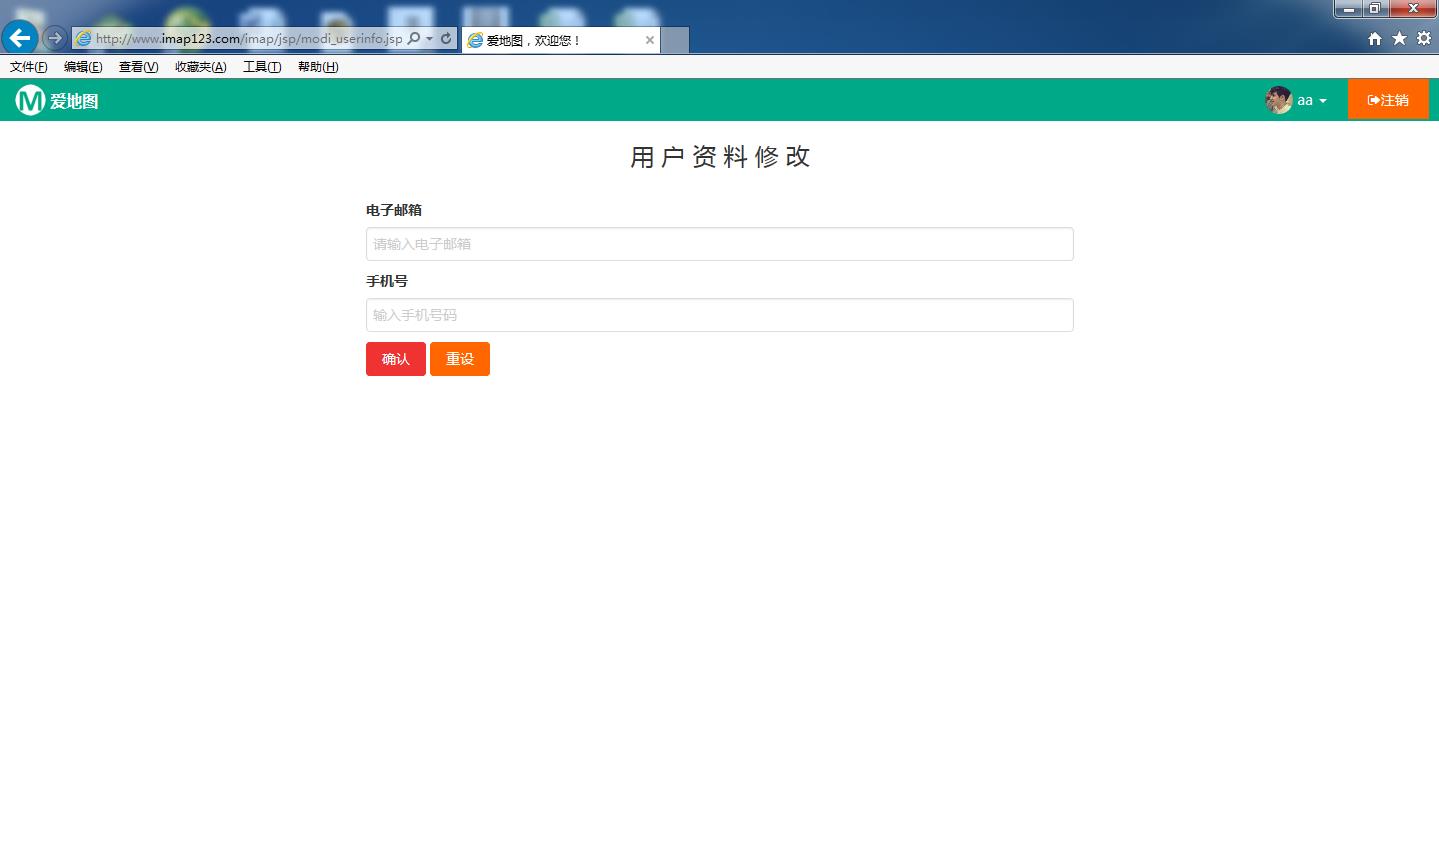 http://www.imap123.com/imap/jsp/modi_userinfo.jsp
爱地图，欢迎您！
文件(F) 编辑(E) 查看(V) 收藏夹(A) 工具(T) 帮助(H)
M 爱地图 aa 注销
用户资料修改
电子邮箱
请输入电子邮箱
手机号
输入手机号码
确认 重设